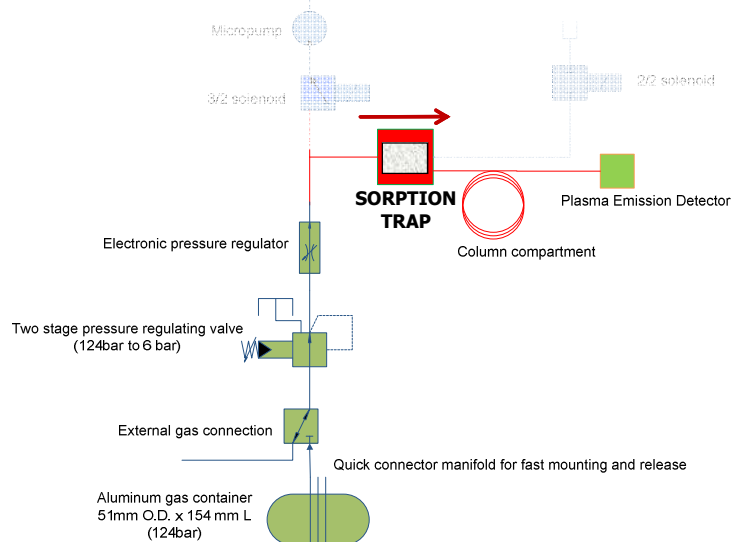 Micropump
3/2 solenoid
2/2 solenoid
SORPTION
TRAP
Plasma Emission Detector
Electronic pressure regulator
Column compartment
Two stage pressure regulating valve
(124bar to 6 bar)
External gas connection
Quick connector manifold for fast mounting and release
Aluminum gas container
51mm O.D. x 154 mm L
(124bar)